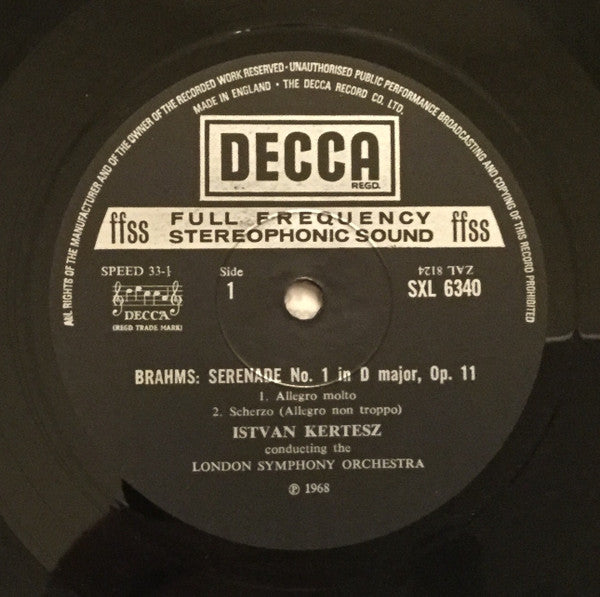 ALL RIGHTS OF THE MANUFACTURER AND OF THE OWNER OF THE RECORDED WORK RESERVED · UNAUTHORISED PUBLIC PERFORMANCE BROADCASTING AND COPYING OF THIS RECORD PROHIBITED
MADE IN ENGLAND · THE DECCA RECORD CO. LTD.
DECCA
REGD.
ffss FULL FREQUENCY STEREOPHONIC SOUND ffss
SPEED 33-⅓
DECCA
(REGD. TRADE MARK)
Side
1
ZAL 8124
SXL 6340
BRAHMS: SERENADE No. 1 in D major, Op. 11
1. Allegro molto
2. Scherzo (Allegro non troppo)
ISTVAN KERTESZ
conducting the
LONDON SYMPHONY ORCHESTRA
℗ 1968